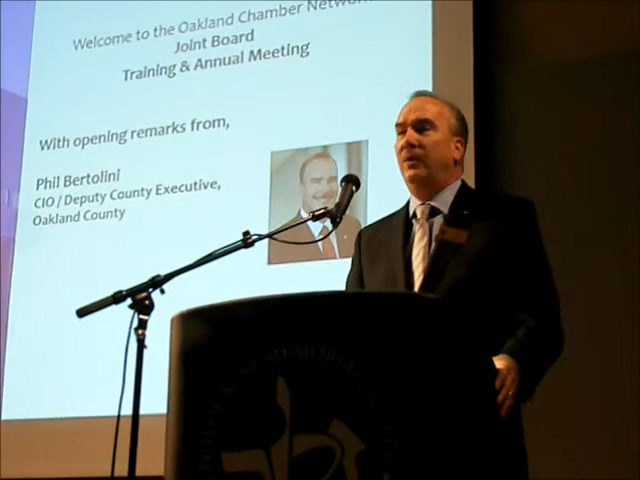 Welcome to the Oakland Chamber Network
Joint Board
Training & Annual Meeting
With opening remarks from,
Phil Bertolini
CIO / Deputy County Executive,
Oakland County